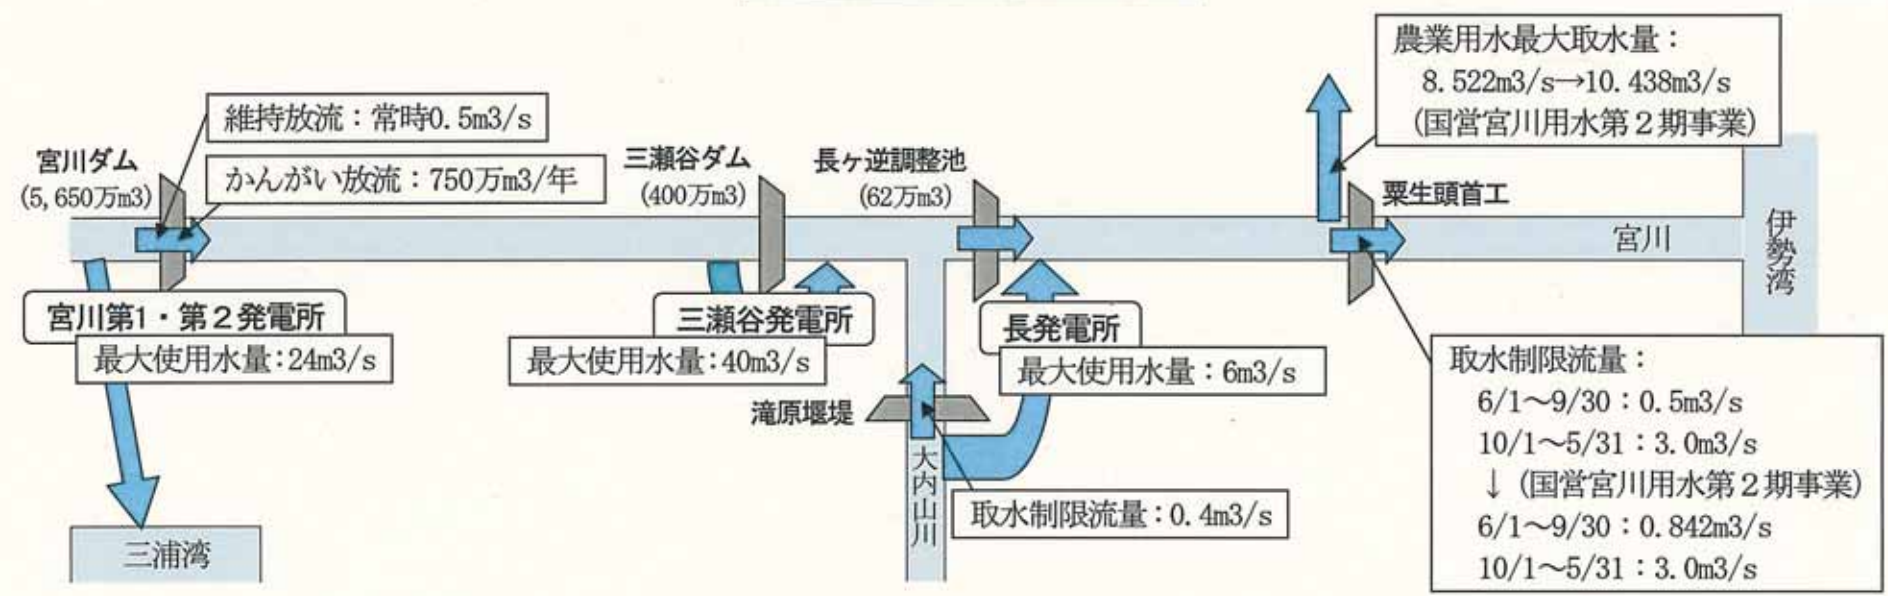 農業用水最大取水量：
8.522m3/s→10.438m3/s
(国営宮川用水第２期事業)
維持放流：常時0.5m3/s
宮川ダム
(5,650万m3)
かんがい放流：750万m3/年
三瀬谷ダム
(400万m3)
長ヶ逆調整池
(62万m3)
粟生頭首工
宮川
伊勢湾
宮川第1・第２発電所
最大使用水量：24m3/s
三瀬谷発電所
最大使用水量：40m3/s
長発電所
最大使用水量：6m3/s
滝原堰堤
大内山川
取水制限流量：0.4m3/s
取水制限流量：
6/1～9/30：0.5m3/s
10/1～5/31：3.0m3/s
↓（国営宮川用水第２期事業）
6/1～9/30：0.842m3/s
10/1～5/31：3.0m3/s
三浦湾